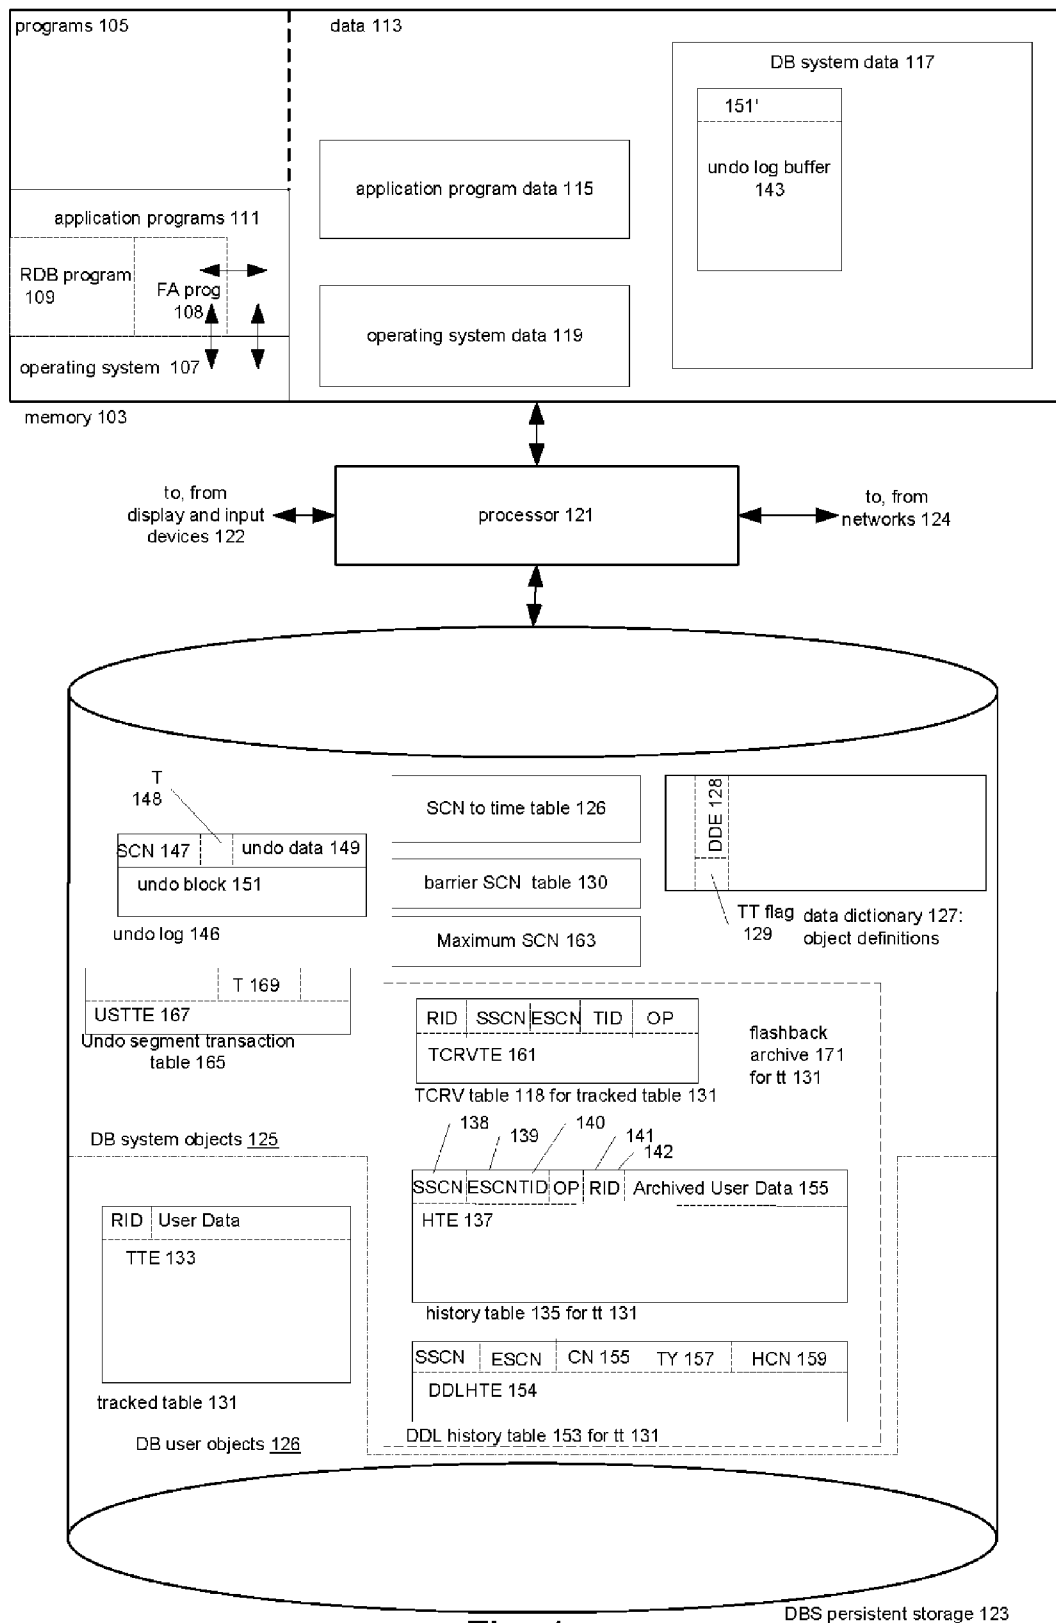 programs 105
data 113
DB system data 117
151'
undo log buffer
143
application program data 115
application programs 111
RDB program
109
FA prog
108
operating system data 119
operating system 107
memory 103
to, from
display and input
devices 122
processor 121
to, from
networks 124
T
148
SCN to time table 126
DDE 128
SCN 147
undo data 149
undo block 151
barrier SCN table 130
TT flag
129
data dictionary 127:
object definitions
undo log 146
Maximum SCN 163
T 169
USTTE 167
Undo segment transaction
table 165
RID SSCN ESCN TID OP
TCRVTE 161
flashback
archive 171
for tt 131
TCRV table 118 for tracked table 131
138
139
140
141
142
DB system objects 125
SSCN ESCN TID OP RID Archived User Data 155
HTE 137
RID User Data
TTE 133
history table 135 for tt 131
SSCN ESCN CN 155 TY 157 HCN 159
DDLHTE 154
tracked table 131
DDL history table 153 for tt 131
DB user objects 126
DBS persistent storage 123